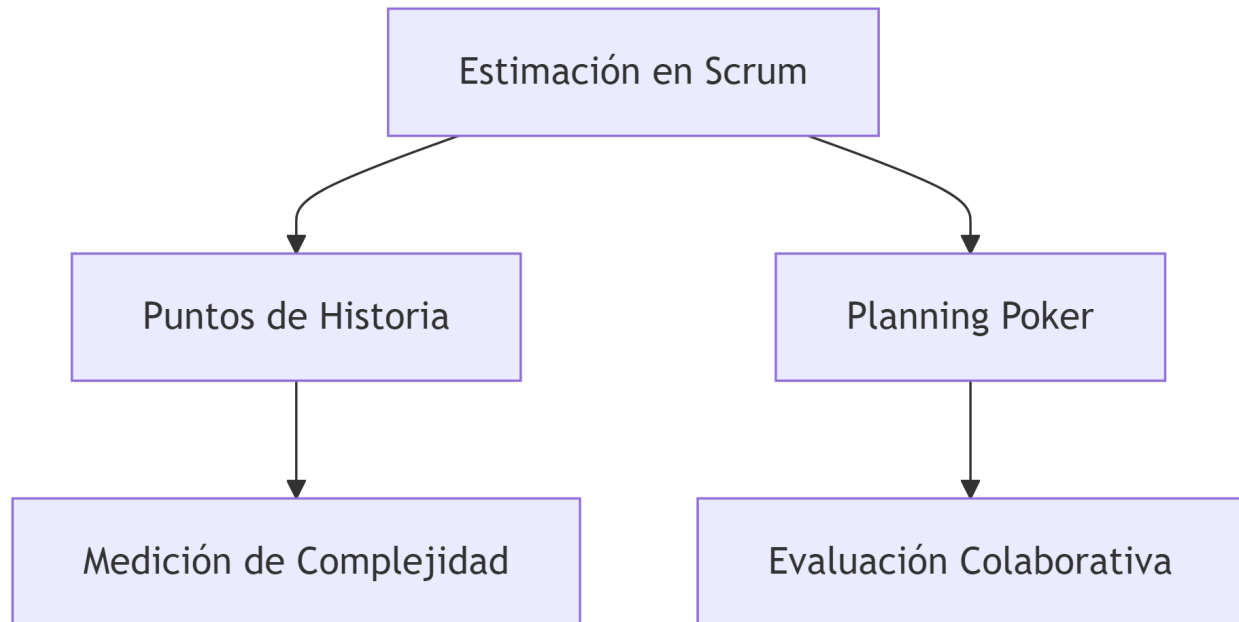 Estimación en Scrum
Puntos de Historia
Planning Poker
Medición de Complejidad
Evaluación Colaborativa